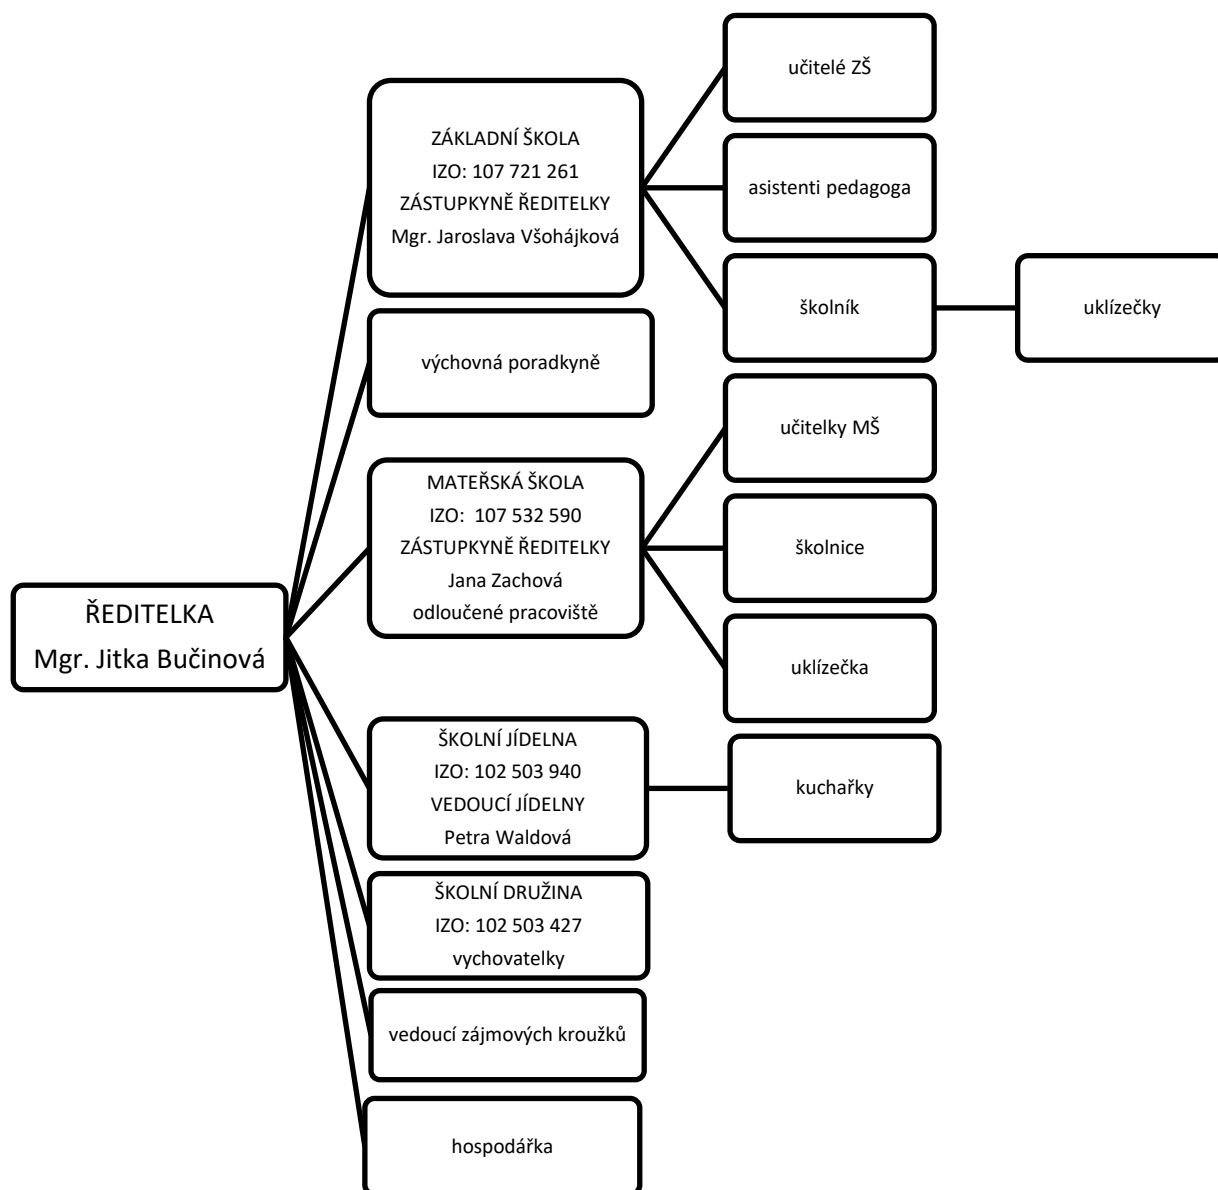 učitelé ZŠ
ZÁKLADNÍ ŠKOLA
IZO: 107 721 261
ZÁSTUPKYNĚ ŘEDITELKY
Mgr. Jaroslava Všohájková
asistenti pedagoga
školník
uklízečky
výchovná poradkyně
učitelky MŠ
MATEŘSKÁ ŠKOLA
IZO:  107 532 590
ZÁSTUPKYNĚ ŘEDITELKY
Jana Zachová
odloučené pracoviště
školnice
uklízečka
ŘEDITELKA
Mgr. Jitka Bučinová
ŠKOLNÍ JÍDELNA
IZO: 102 503 940
VEDOUCÍ JÍDELNY
Petra Waldová
kuchařky
ŠKOLNÍ DRUŽINA
IZO: 102 503 427
vychovatelky
vedoucí zájmových kroužků
hospodářka